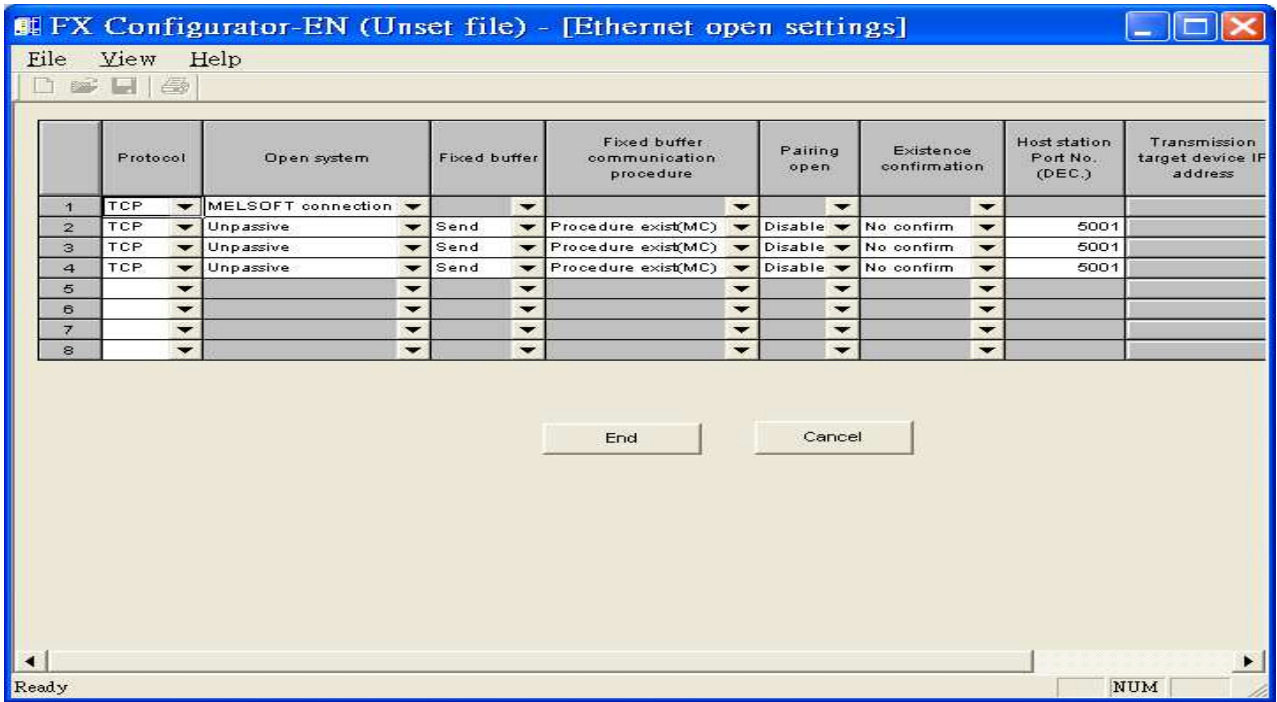 FX Configurator-EN (Unset file) - [Ethernet open settings]
File View Help
Protocol Open system Fixed buffer Fixed buffer communication procedure Pairing open Existence confirmation Host station Port No. (DEC.) Transmission target device IP address
1 TCP MELSOFT connection
2 TCP Unpassive Send Procedure exist(MC) Disable No confirm 5001
3 TCP Unpassive Send Procedure exist(MC) Disable No confirm 5001
4 TCP Unpassive Send Procedure exist(MC) Disable No confirm 5001
5
6
7
8
End Cancel
Ready NUM